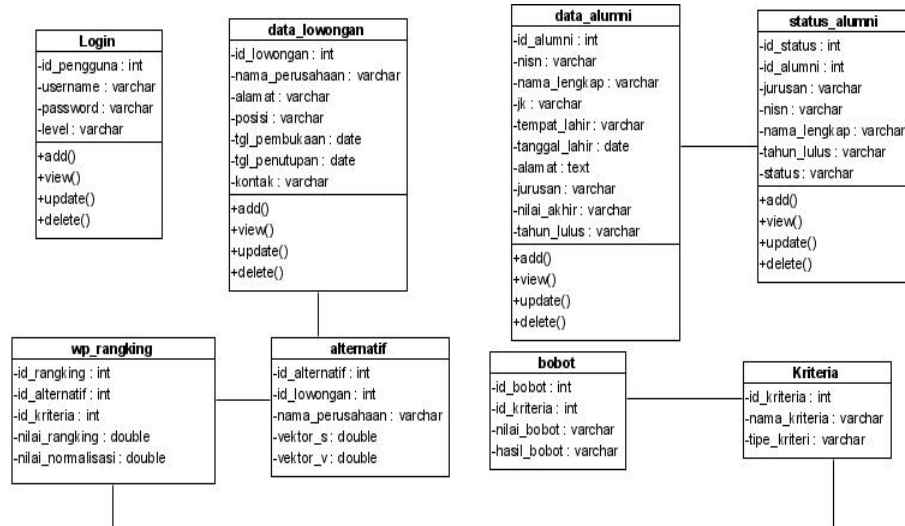 Login
-id_pengguna : int
-username : varchar
-password : varchar
-level : varchar
+add()
+view()
+update()
+delete()
data_lowongan
-id_lowongan : int
-nama_perusahaan : varchar
-alamat : varchar
-posisi : varchar
-tgl_pembukaan : date
-tgl_penutupan : date
-kontak : varchar
+add()
+view()
+update()
+delete()
data_alumni
-id_alumni : int
-nisn : varchar
-nama_lengkap : varchar
-jk : varchar
-tempat_lahir : varchar
-tanggal_lahir : date
-alamat : text
-jurusan : varchar
-nilai_akhir : varchar
-tahun_lulus : varchar
+add()
+view()
+update()
+delete()
status_alumni
-id_status : int
-id_alumni : int
-jurusan : varchar
-nisn : varchar
-nama_lengkap : varchar
-tahun_lulus : varchar
-status : varchar
+add()
+view()
+update()
+delete()
wp_rangking
-id_rangking : int
-id_alternatif : int
-id_kriteria : int
-nilai_rangking : double
-nilai_normalisasi : double
alternatif
-id_alternatif : int
-id_lowongan : int
-nama_perusahaan : varchar
-vektor_s : double
-vektor_v : double
bobot
-id_bobot : int
-id_kriteria : int
-nilai_bobot : varchar
-hasil_bobot : varchar
Kriteria
-id_kriteria : int
-nama_kriteria : varchar
-tipe_kriteri : varchar